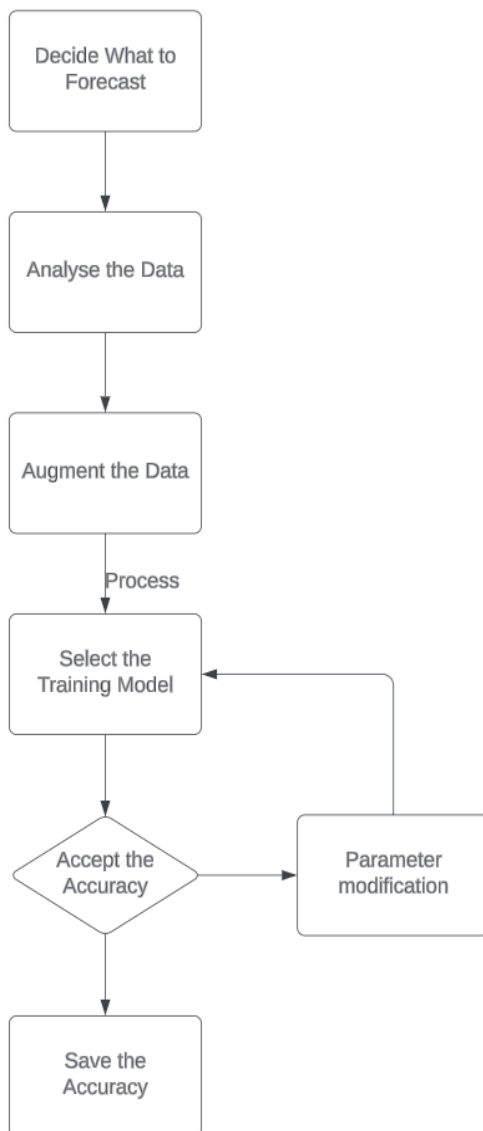 Decide What to
Forecast
Analyse the Data
Augment the Data
Process
Select the
Training Model
Accept the
Accuracy
Parameter
modification
Save the
Accuracy